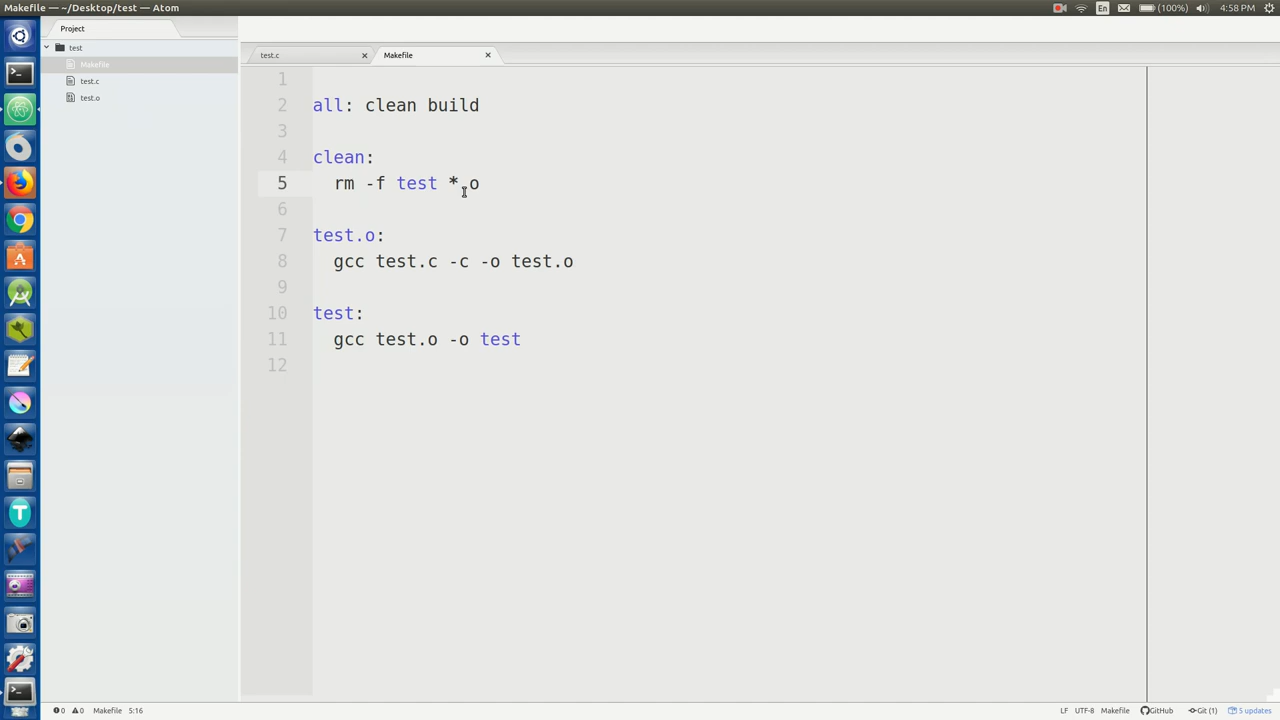 Makefile — ~/Desktop/test — Atom
En
(100%)
4:58 PM
Project
test
Makefile
test.c
test.o
test.c
Makefile
1
2 all: clean build
3
4 clean:
5 rm -f test *.o
6
7 test.o:
8 gcc test.c -c -o test.o
9
10 test:
11 gcc test.o -o test
12
0 0 Makefile 5:16
LF UTF-8 Makefile GitHub Git (1) 5 updates